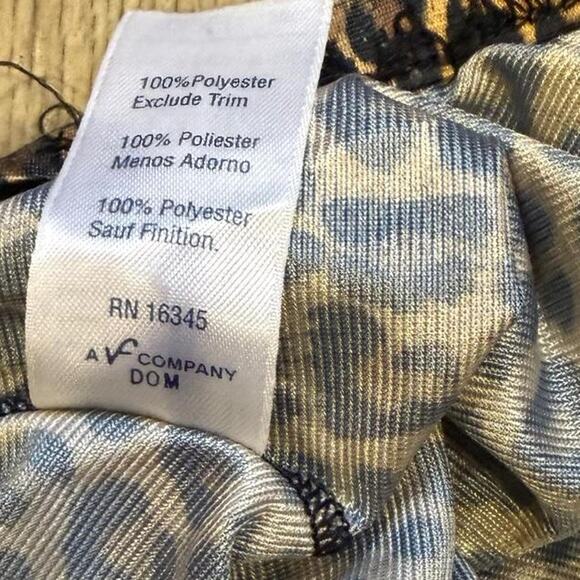 100%Polyester
Exclude Trim
100% Poliester
Menos Adorno
100% Polyester
Sauf Finition.
RN 16345
A VF COMPANY
DOM